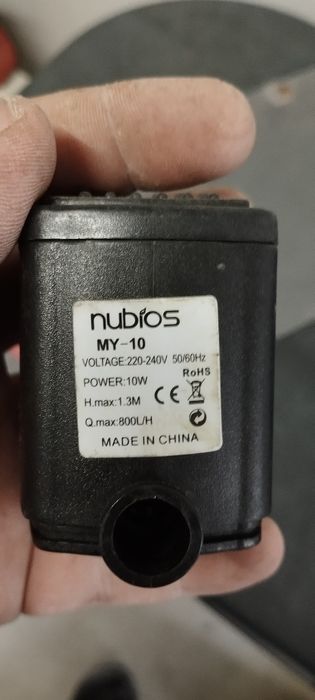 nubios
MY-10
VOLTAGE:220-240V 50/60Hz
RoHS
POWER:10W
H.max:1.3M
CE
Q.max:800L/H
MADE IN CHINA